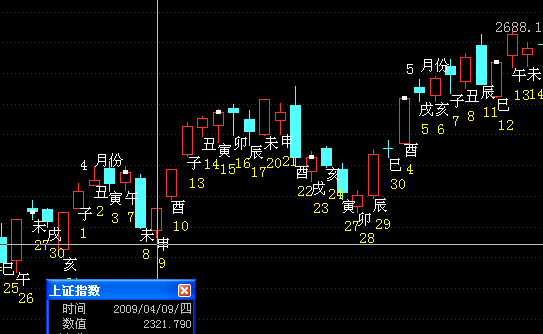 2688.1
5 月份
午 未
13 14
辰
11
丑
8
子
7
巳
12
戌 亥
5 6
酉
4
巳
30
4 月份
丑
2
寅
3
午
7
子
1
未
8
申
9
酉
10
子
13
丑
14
寅
15
卯
16
辰
17
未
20
申
21
酉
22
戌
23
亥
24
寅
27
卯
28
辰
29
未
27
戌
30
亥
巳
25
午
26
上证指数
时间 2009/04/09/四
数值 2321.790